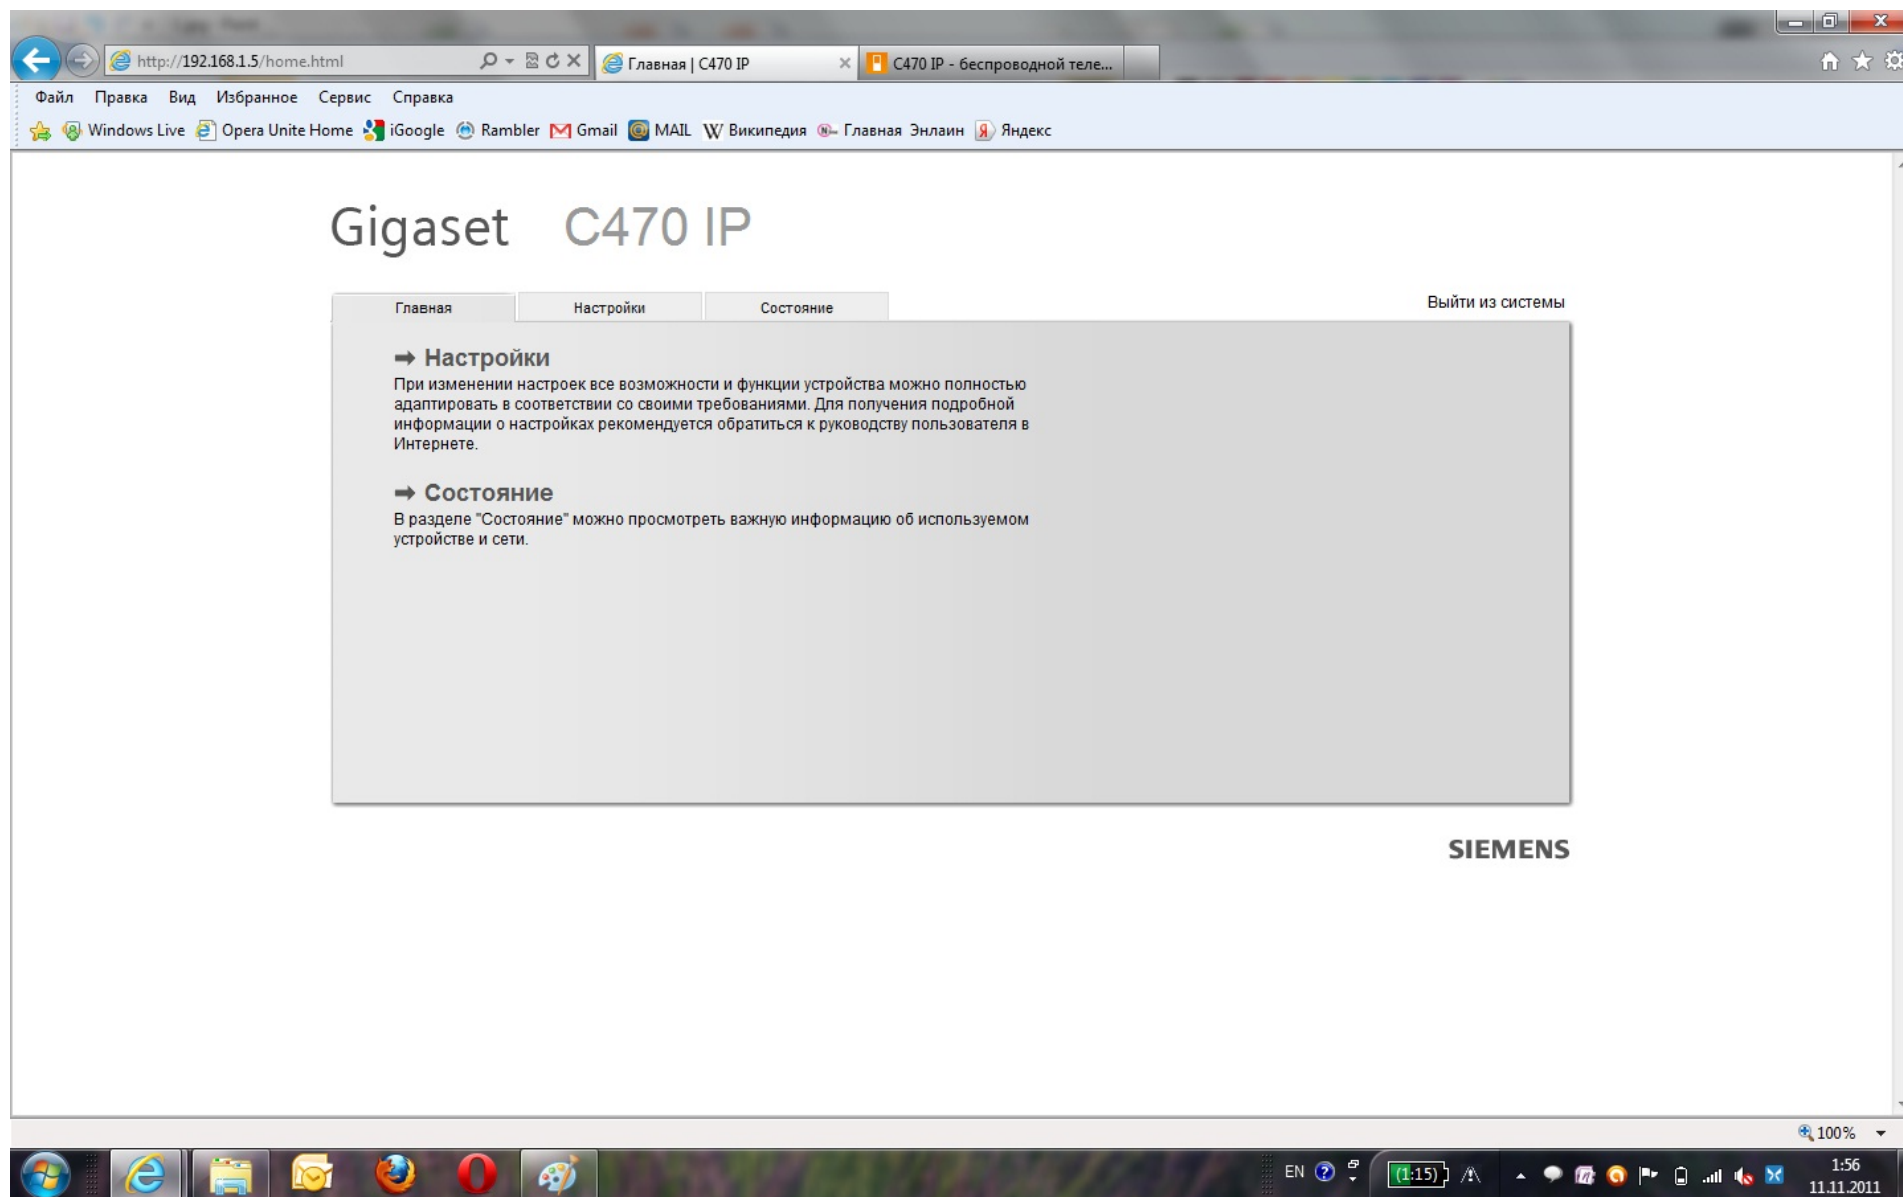 http://192.168.1.5/home.html
Главная | C470 IP
C470 IP - беспроводной теле...
Файл Правка Вид Избранное Сервис Справка
Windows Live Opera Unite Home iGoogle Rambler Gmail MAIL Википедия Главная Энлаин Яндекс
Gigaset C470 IP
Главная Настройки Состояние Выйти из системы
Настройки
При изменении настроек все возможности и функции устройства можно полностью
адаптировать в соответствии со своими требованиями. Для получения подробной
информации о настройках рекомендуется обратиться к руководству пользователя в
Интернете.
Состояние
В разделе "Состояние" можно просмотреть важную информацию об используемом
устройстве и сети.
SIEMENS
100%
EN (1:15) 1:56
11.11.2011